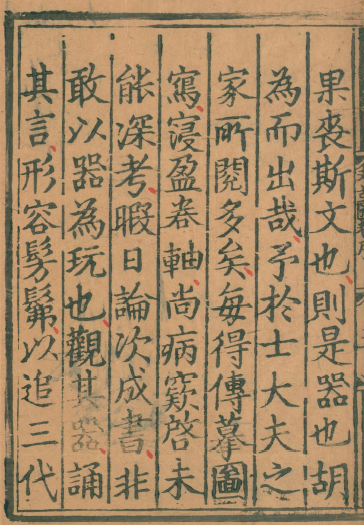 果喪斯文也則是器也胡
為而出哉予於士大夫之
家所閱多矣每得傳摹圖
寫寖盈卷軸尚病窾啓未
能深考暇日論次成書非
敢以器為玩也觀其器誦
其言形容髣髴以追三代